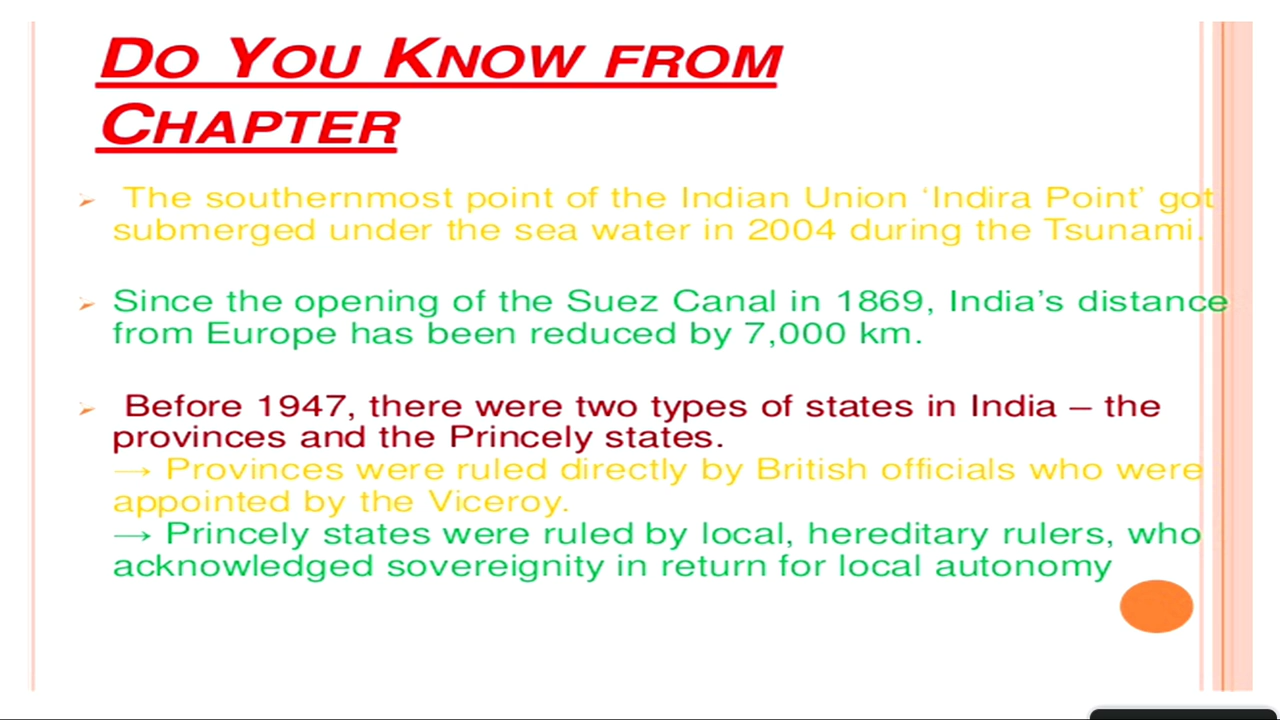 DO YOU KNOW FROM
CHAPTER
The southernmost point of the Indian Union ‘Indira Point’ got
submerged under the sea water in 2004 during the Tsunami.
Since the opening of the Suez Canal in 1869, India’s distance
from Europe has been reduced by 7,000 km.
Before 1947, there were two types of states in India – the
provinces and the Princely states.
→ Provinces were ruled directly by British officials who were
appointed by the Viceroy.
→ Princely states were ruled by local, hereditary rulers, who
acknowledged sovereignity in return for local autonomy